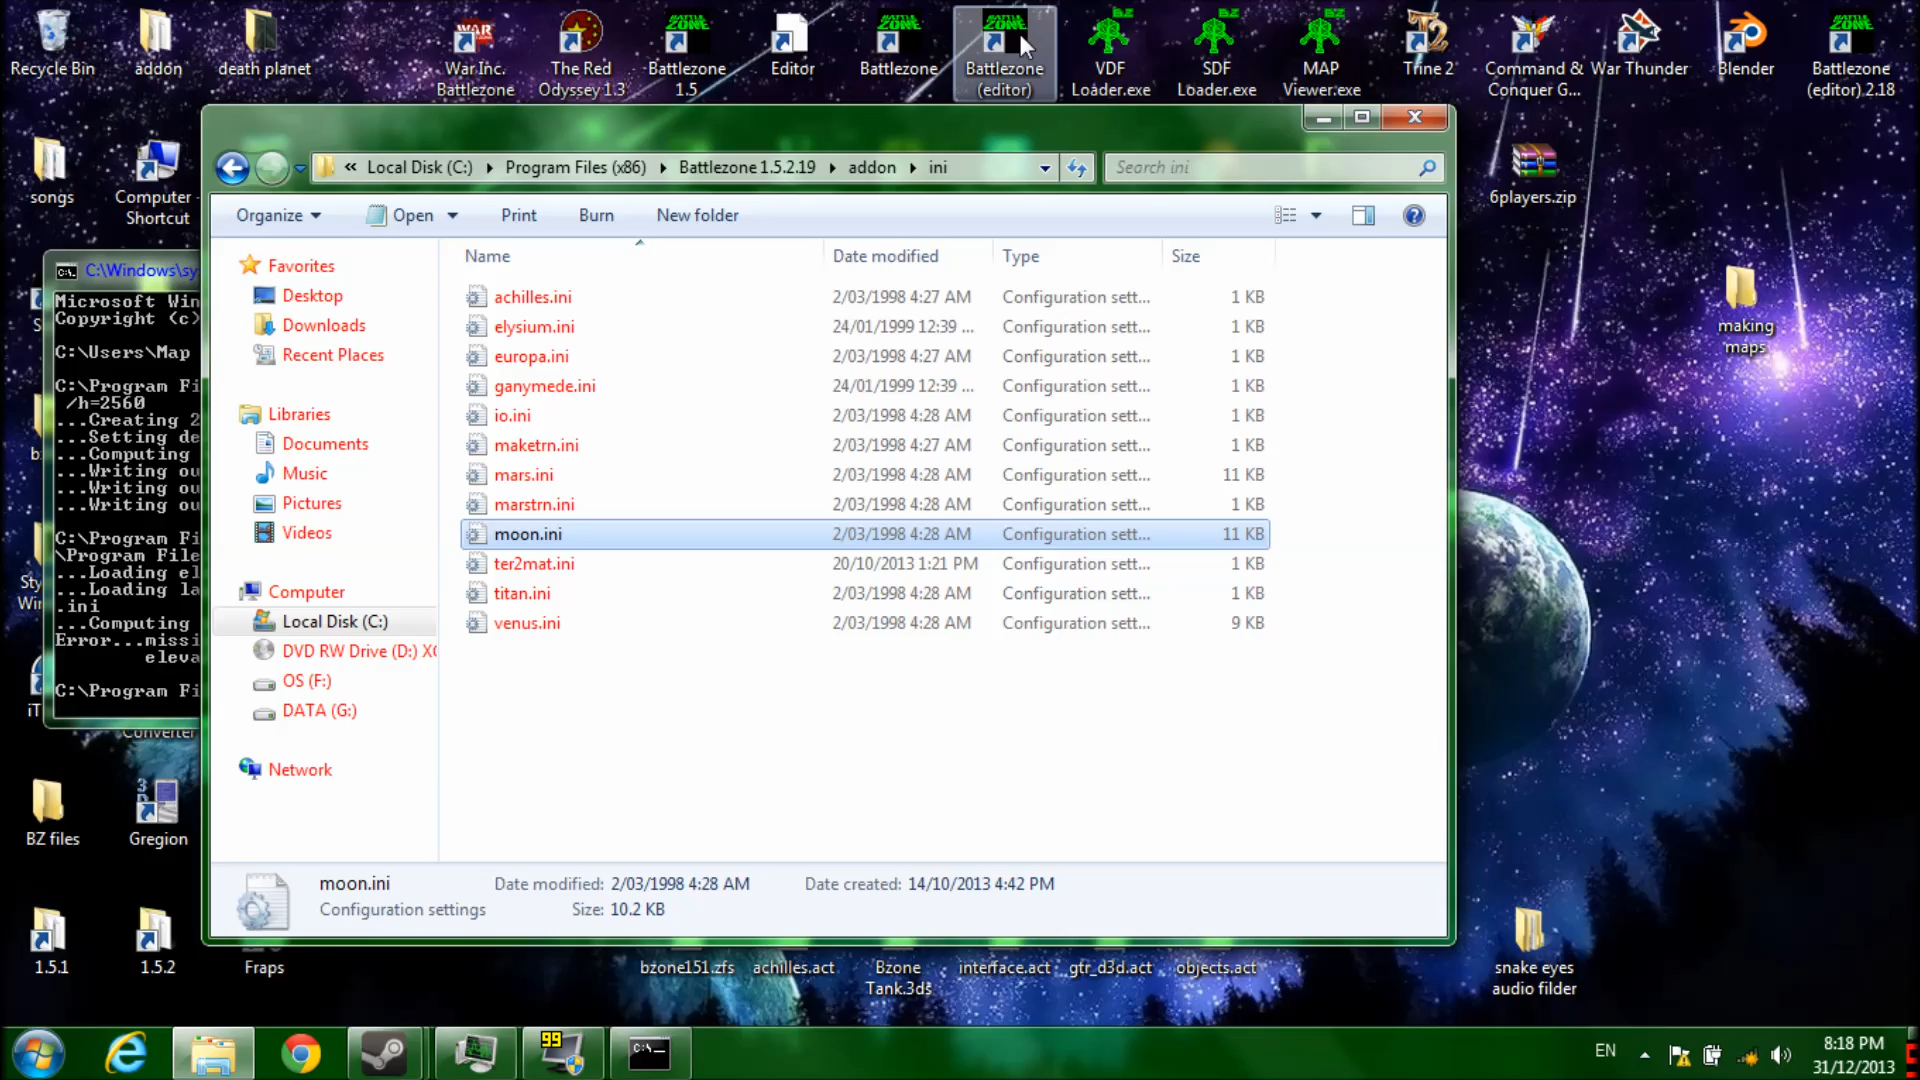 Recycle Bin
addon
death planet
War Inc. Battlezone
The Red Odyssey 1.3
Battlezone 1.5
Editor
Battlezone
Battlezone (editor)
VDF Loader.exe
SDF Loader.exe
MAP Viewer.exe
Trine 2
Command & Conquer G...
War Thunder
Blender
Battlezone (editor) 2.18
songs
Computer - Shortcut
6players.zip
making maps
« Local Disk (C:) Program Files (x86) Battlezone 1.5.2.19 addon ini
Search ini
Organize Open Print Burn New folder
Name Date modified Type Size
Favorites
Desktop
Downloads
Recent Places
Libraries
Documents
Music
Pictures
Videos
Computer
Local Disk (C:)
DVD RW Drive (D:)
OS (F:)
DATA (G:)
Network
achilles.ini 2/03/1998 4:27 AM Configuration sett... 1 KB
elysium.ini 24/01/1999 12:39 ... Configuration sett... 1 KB
europa.ini 2/03/1998 4:27 AM Configuration sett... 1 KB
ganymede.ini 24/01/1999 12:39 ... Configuration sett... 1 KB
io.ini 2/03/1998 4:28 AM Configuration sett... 1 KB
maketrn.ini 2/03/1998 4:27 AM Configuration sett... 1 KB
mars.ini 2/03/1998 4:28 AM Configuration sett... 11 KB
marstrn.ini 2/03/1998 4:28 AM Configuration sett... 1 KB
moon.ini 2/03/1998 4:28 AM Configuration sett... 11 KB
ter2mat.ini 20/10/2013 1:21 PM Configuration sett... 1 KB
titan.ini 2/03/1998 4:28 AM Configuration sett... 1 KB
venus.ini 2/03/1998 4:28 AM Configuration sett... 9 KB
moon.ini Date modified: 2/03/1998 4:28 AM Date created: 14/10/2013 4:42 PM
Configuration settings Size: 10.2 KB
C:\Windows\sy
Microsoft Win
Copyright (c)
C:\Users\Map
C:\Program Fi
/h=2560
...Creating 2
...Setting de
...Computing
...Writing ou
...Writing ou
...Writing ou
C:\Program Fi
\Program File
...Loading el
...Loading la
.ini
...Computing
Error...missi
eleva
C:\Program Fi
Converter
BZ files
Gregion
1.5.1
1.5.2
Fraps
bzone151.zfs
achilles.act
Bzone Tank.3ds
interface.act
gtr_d3d.act
objects.act
snake eyes audio filder
99
EN
8:18 PM
31/12/2013